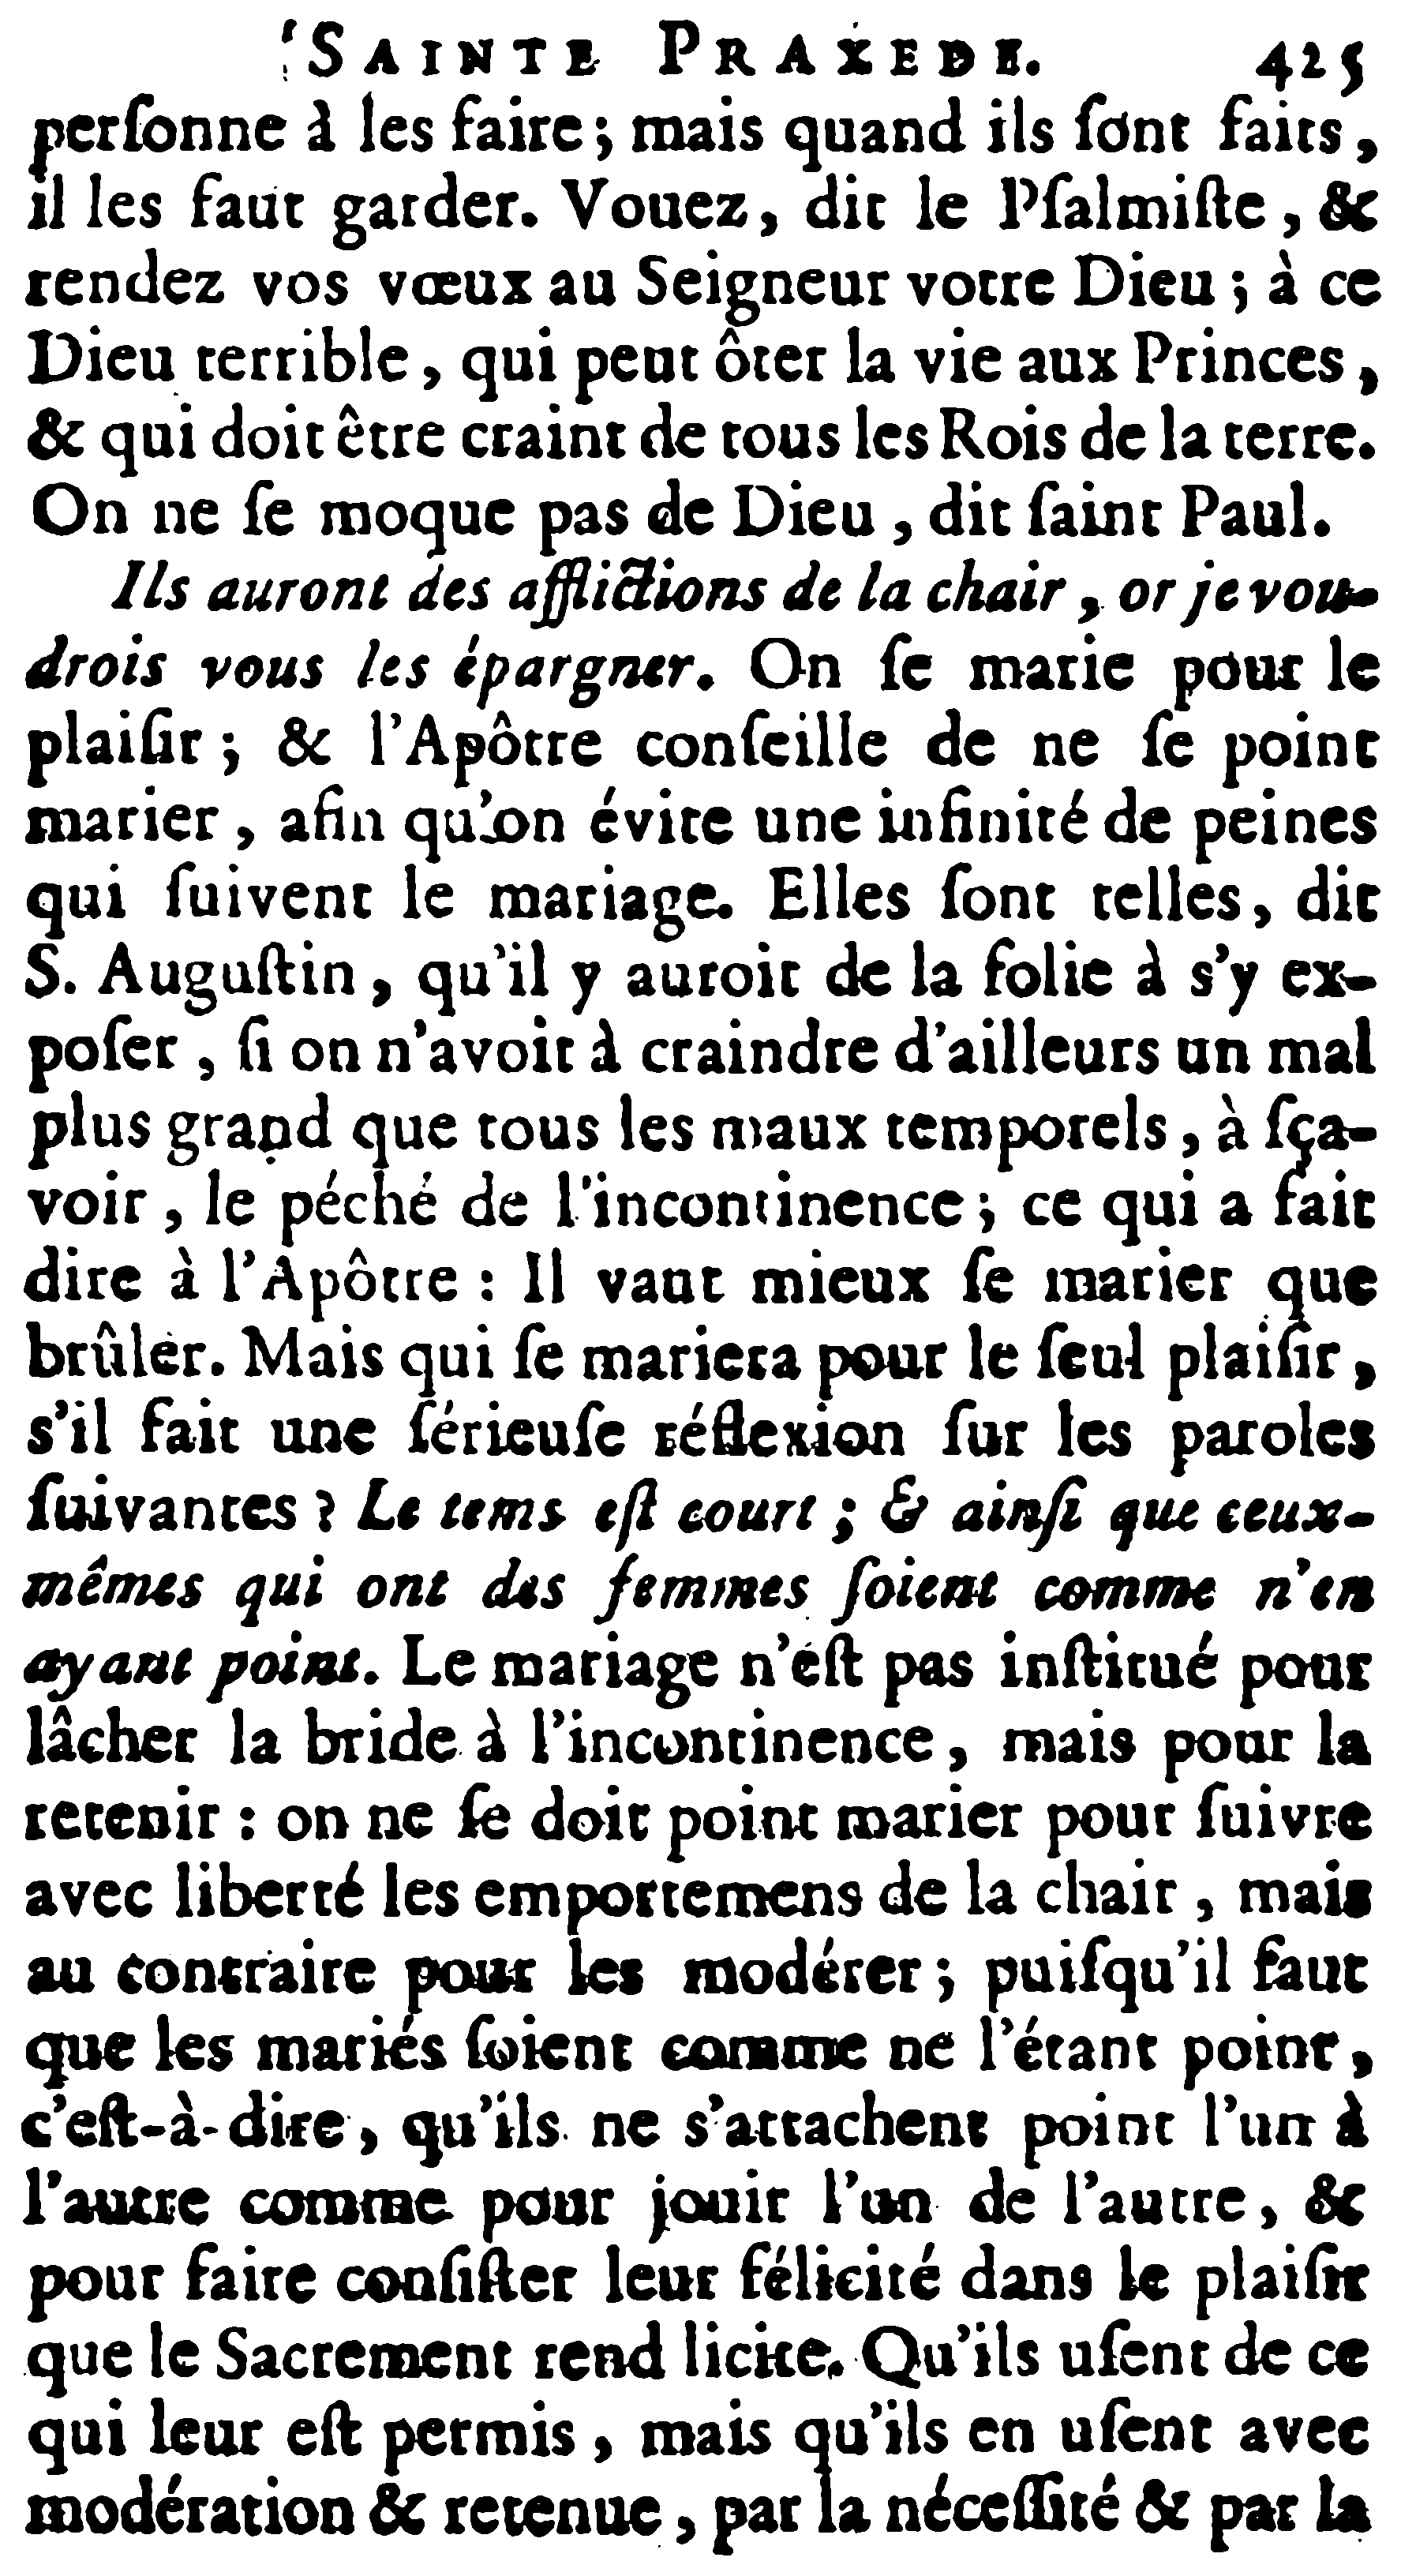 SAINTE PRAXEDE. 425
perſonne à les faire ; mais quand ils ſont faits ,
il les faut garder. Vouez, dit le Pſalmiſte , &
rendez vos vœux au Seigneur votre Dieu ; à ce
Dieu terrible , qui peut ôter la vie aux Princes ,
& qui doit être craint de tous les Rois de la terre.
On ne ſe moque pas de Dieu , dit ſaint Paul.
Ils auront des afflictions de la chair , or je vou-
drois vous les épargner. On ſe marie pour le
plaiſir ; & l'Apôtre conſeille de ne ſe point
marier , afin qu'on évite une infinité de peines
qui ſuivent le mariage. Elles ſont telles, dit
S. Auguſtin , qu'il y auroit de la folie à s'y ex-
poſer , ſi on n'avoit à craindre d'ailleurs un mal
plus grand que tous les maux temporels , à ſça-
voir , le péché de l'incontinence ; ce qui a fait
dire à l'Apôtre : Il vaut mieux ſe marier que
brûler. Mais qui ſe mariera pour le ſeul plaiſir ,
s'il fait une ſérieuſe réflexion ſur les paroles
ſuivantes ? Le tems eſt court ; & ainſi que ceux-
mêmes qui ont des femmes ſoient comme n'en
ayant point. Le mariage n'eſt pas inſtitué pour
lâcher la bride à l'incontinence , mais pour la
retenir : on ne ſe doit point marier pour ſuivre
avec liberté les emportemens de la chair , mais
au contraire pour les modérer ; puiſqu'il faut
que les mariés ſoient comme ne l'étant point ,
c'eſt-à-dire , qu'ils ne s'attachent point l'un à
l'autre comme pour jouir l'un de l'autre , &
pour faire conſiſter leur félicité dans le plaiſir
que le Sacrement rend licite. Qu'ils uſent de ce
qui leur eſt permis , mais qu'ils en uſent avec
modération & retenue , par la néceſſité & par la